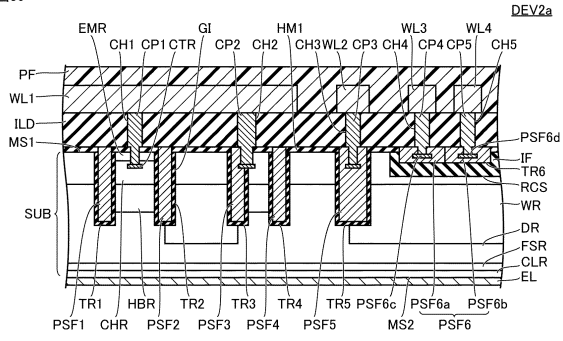 DEV2a
EMR CH1 CP1 CTR GI CP2 CH2 HM1 CH3 WL2 CP3 CH4 WL3 CP4 CP5 WL4 CH5
PF
WL1
ILD
MS1
SUB
PSF6d
IF
TR6
RCS
WR
DR
FSR
CLR
EL
TR1 HBR TR2 TR3 TR4 TR5 PSF6c PSF6a PSF6b
PSF1 CHR PSF2 PSF3 PSF4 PSF5 MS2 PSF6